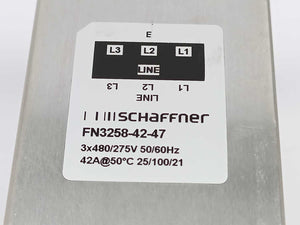 E
L3 L2 L1
LINE
L3 L2 L1
LINE
SCHAFFNER
FN3258-42-47
3x480/275V 50/60Hz
42A@50°C 25/100/21